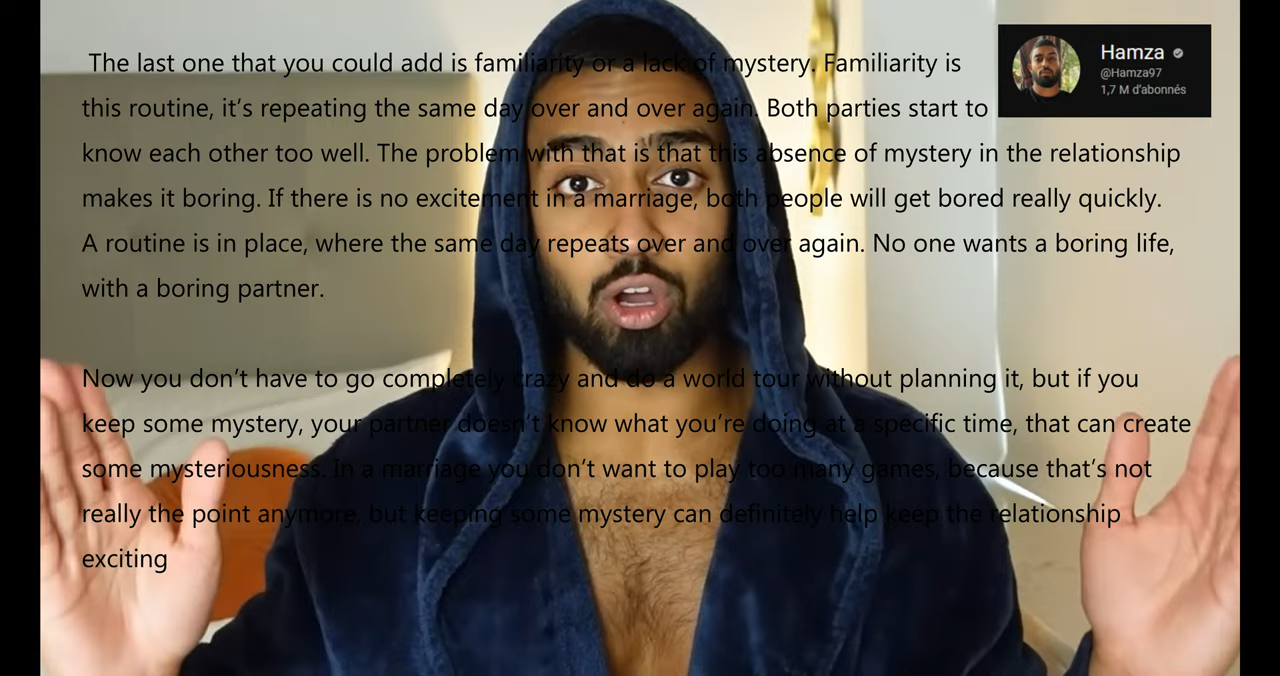 The last one that you could add is familiarity or a lack of mystery. Familiarity is
this routine, it’s repeating the same day over and over again. Both parties start to
know each other too well. The problem with that is that this absence of mystery in the relationship
makes it boring. If there is no excitement in a marriage, both people will get bored really quickly.
A routine is in place, where the same day repeats over and over again. No one wants a boring life,
with a boring partner.
Now you don’t have to go completely crazy and do a world tour without planning it, but if you
keep some mystery, your partner doesn’t know what you’re doing at a specific time, that can create
some mysteriousness. In a marriage you don’t want to play too many games, because that’s not
really the point anymore, but keeping some mystery can definitely help keep the relationship
exciting
Hamza
@Hamza97
1,7 M d’abonnés